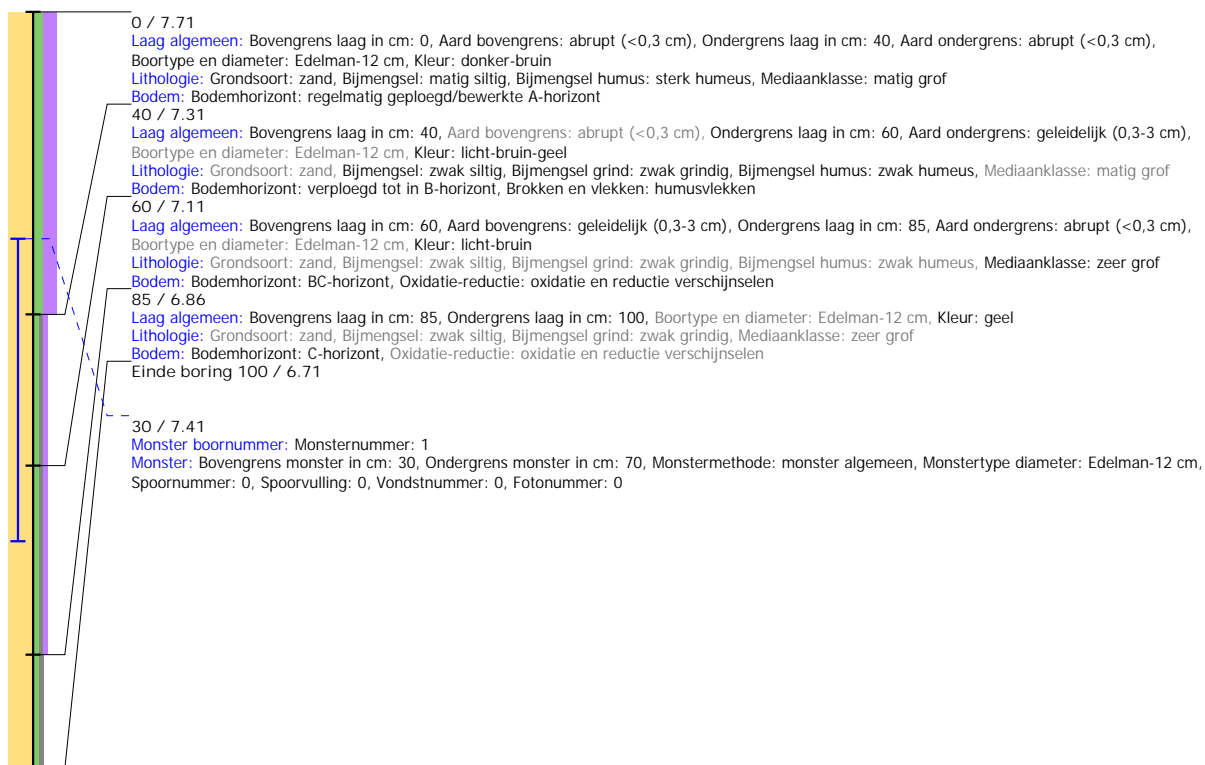 0 / 7.71
Laag algemeen: Bovengrens laag in cm: 0, Aard bovengrens: abrupt (<0,3 cm), Ondergrens laag in cm: 40, Aard ondergrens: abrupt (<0,3 cm),
Boortype en diameter: Edelman-12 cm, Kleur: donker-bruin
Lithologie: Grondsoort: zand, Bijmengsel: matig siltig, Bijmengsel humus: sterk humeus, Mediaanklasse: matig grof
Bodem: Bodemhorizont: regelmatig geploegd/bewerkte A-horizont
40 / 7.31
Laag algemeen: Bovengrens laag in cm: 40, Aard bovengrens: abrupt (<0,3 cm), Ondergrens laag in cm: 60, Aard ondergrens: geleidelijk (0,3-3 cm),
Boortype en diameter: Edelman-12 cm, Kleur: licht-bruin-geel
Lithologie: Grondsoort: zand, Bijmengsel: zwak siltig, Bijmengsel grind: zwak grindig, Bijmengsel humus: zwak humeus, Mediaanklasse: matig grof
Bodem: Bodemhorizont: verploegd tot in B-horizont, Brokken en vlekken: humusvlekken
60 / 7.11
Laag algemeen: Bovengrens laag in cm: 60, Aard bovengrens: geleidelijk (0,3-3 cm), Ondergrens laag in cm: 85, Aard ondergrens: abrupt (<0,3 cm),
Boortype en diameter: Edelman-12 cm, Kleur: licht-bruin
Lithologie: Grondsoort: zand, Bijmengsel: zwak siltig, Bijmengsel grind: zwak grindig, Bijmengsel humus: zwak humeus, Mediaanklasse: zeer grof
Bodem: Bodemhorizont: BC-horizont, Oxidatie-reductie: oxidatie en reductie verschijnselen
85 / 6.86
Laag algemeen: Bovengrens laag in cm: 85, Ondergrens laag in cm: 100, Boortype en diameter: Edelman-12 cm, Kleur: geel
Lithologie: Grondsoort: zand, Bijmengsel: zwak siltig, Bijmengsel grind: zwak grindig, Mediaanklasse: zeer grof
Bodem: Bodemhorizont: C-horizont, Oxidatie-reductie: oxidatie en reductie verschijnselen
Einde boring 100 / 6.71
30 / 7.41
Monster boornummer: Monsternummer: 1
Monster: Bovengrens monster in cm: 30, Ondergrens monster in cm: 70, Monstermethode: monster algemeen, Monstertype diameter: Edelman-12 cm,
Spoornummer: 0, Spoorvulling: 0, Vondstnummer: 0, Fotonummer: 0